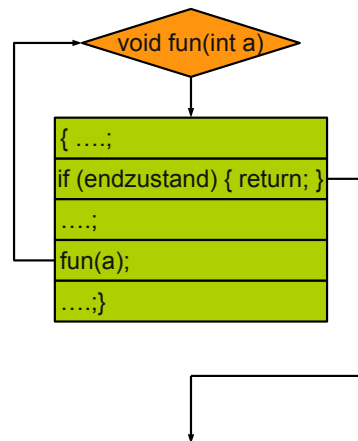 void fun(int a)
{ ….;
if (endzustand) { return; }
….;
fun(a);
….;}